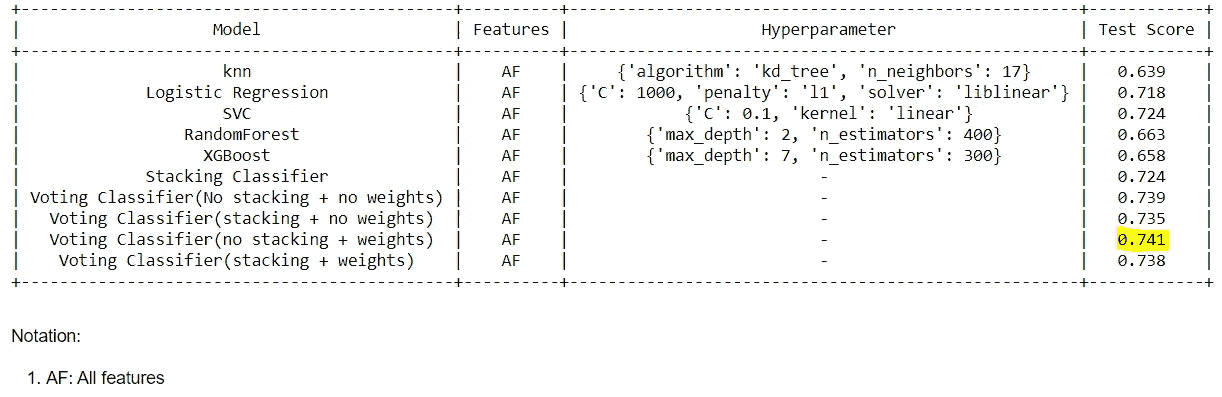 +-----------------------------------------------+-----------+------------------------------------------------------+------------+
| Model | Features | Hyperparameter | Test Score |
+-----------------------------------------------+-----------+------------------------------------------------------+------------+
| knn | AF | {'algorithm': 'kd_tree', 'n_neighbors': 17} | 0.639 |
| Logistic Regression | AF | {'C': 1000, 'penalty': 'l1', 'solver': 'liblinear'} | 0.718 |
| SVC | AF | {'C': 0.1, 'kernel': 'linear'} | 0.724 |
| RandomForest | AF | {'max_depth': 2, 'n_estimators': 400} | 0.663 |
| XGBoost | AF | {'max_depth': 7, 'n_estimators': 300} | 0.658 |
| Stacking Classifier | AF | - | 0.724 |
| Voting Classifier(No stacking + no weights) | AF | - | 0.739 |
| Voting Classifier(stacking + no weights) | AF | - | 0.735 |
| Voting Classifier(no stacking + weights) | AF | - | 0.741 |
| Voting Classifier(stacking + weights) | AF | - | 0.738 |
+-----------------------------------------------+-----------+------------------------------------------------------+------------+
Notation:
1. AF: All features